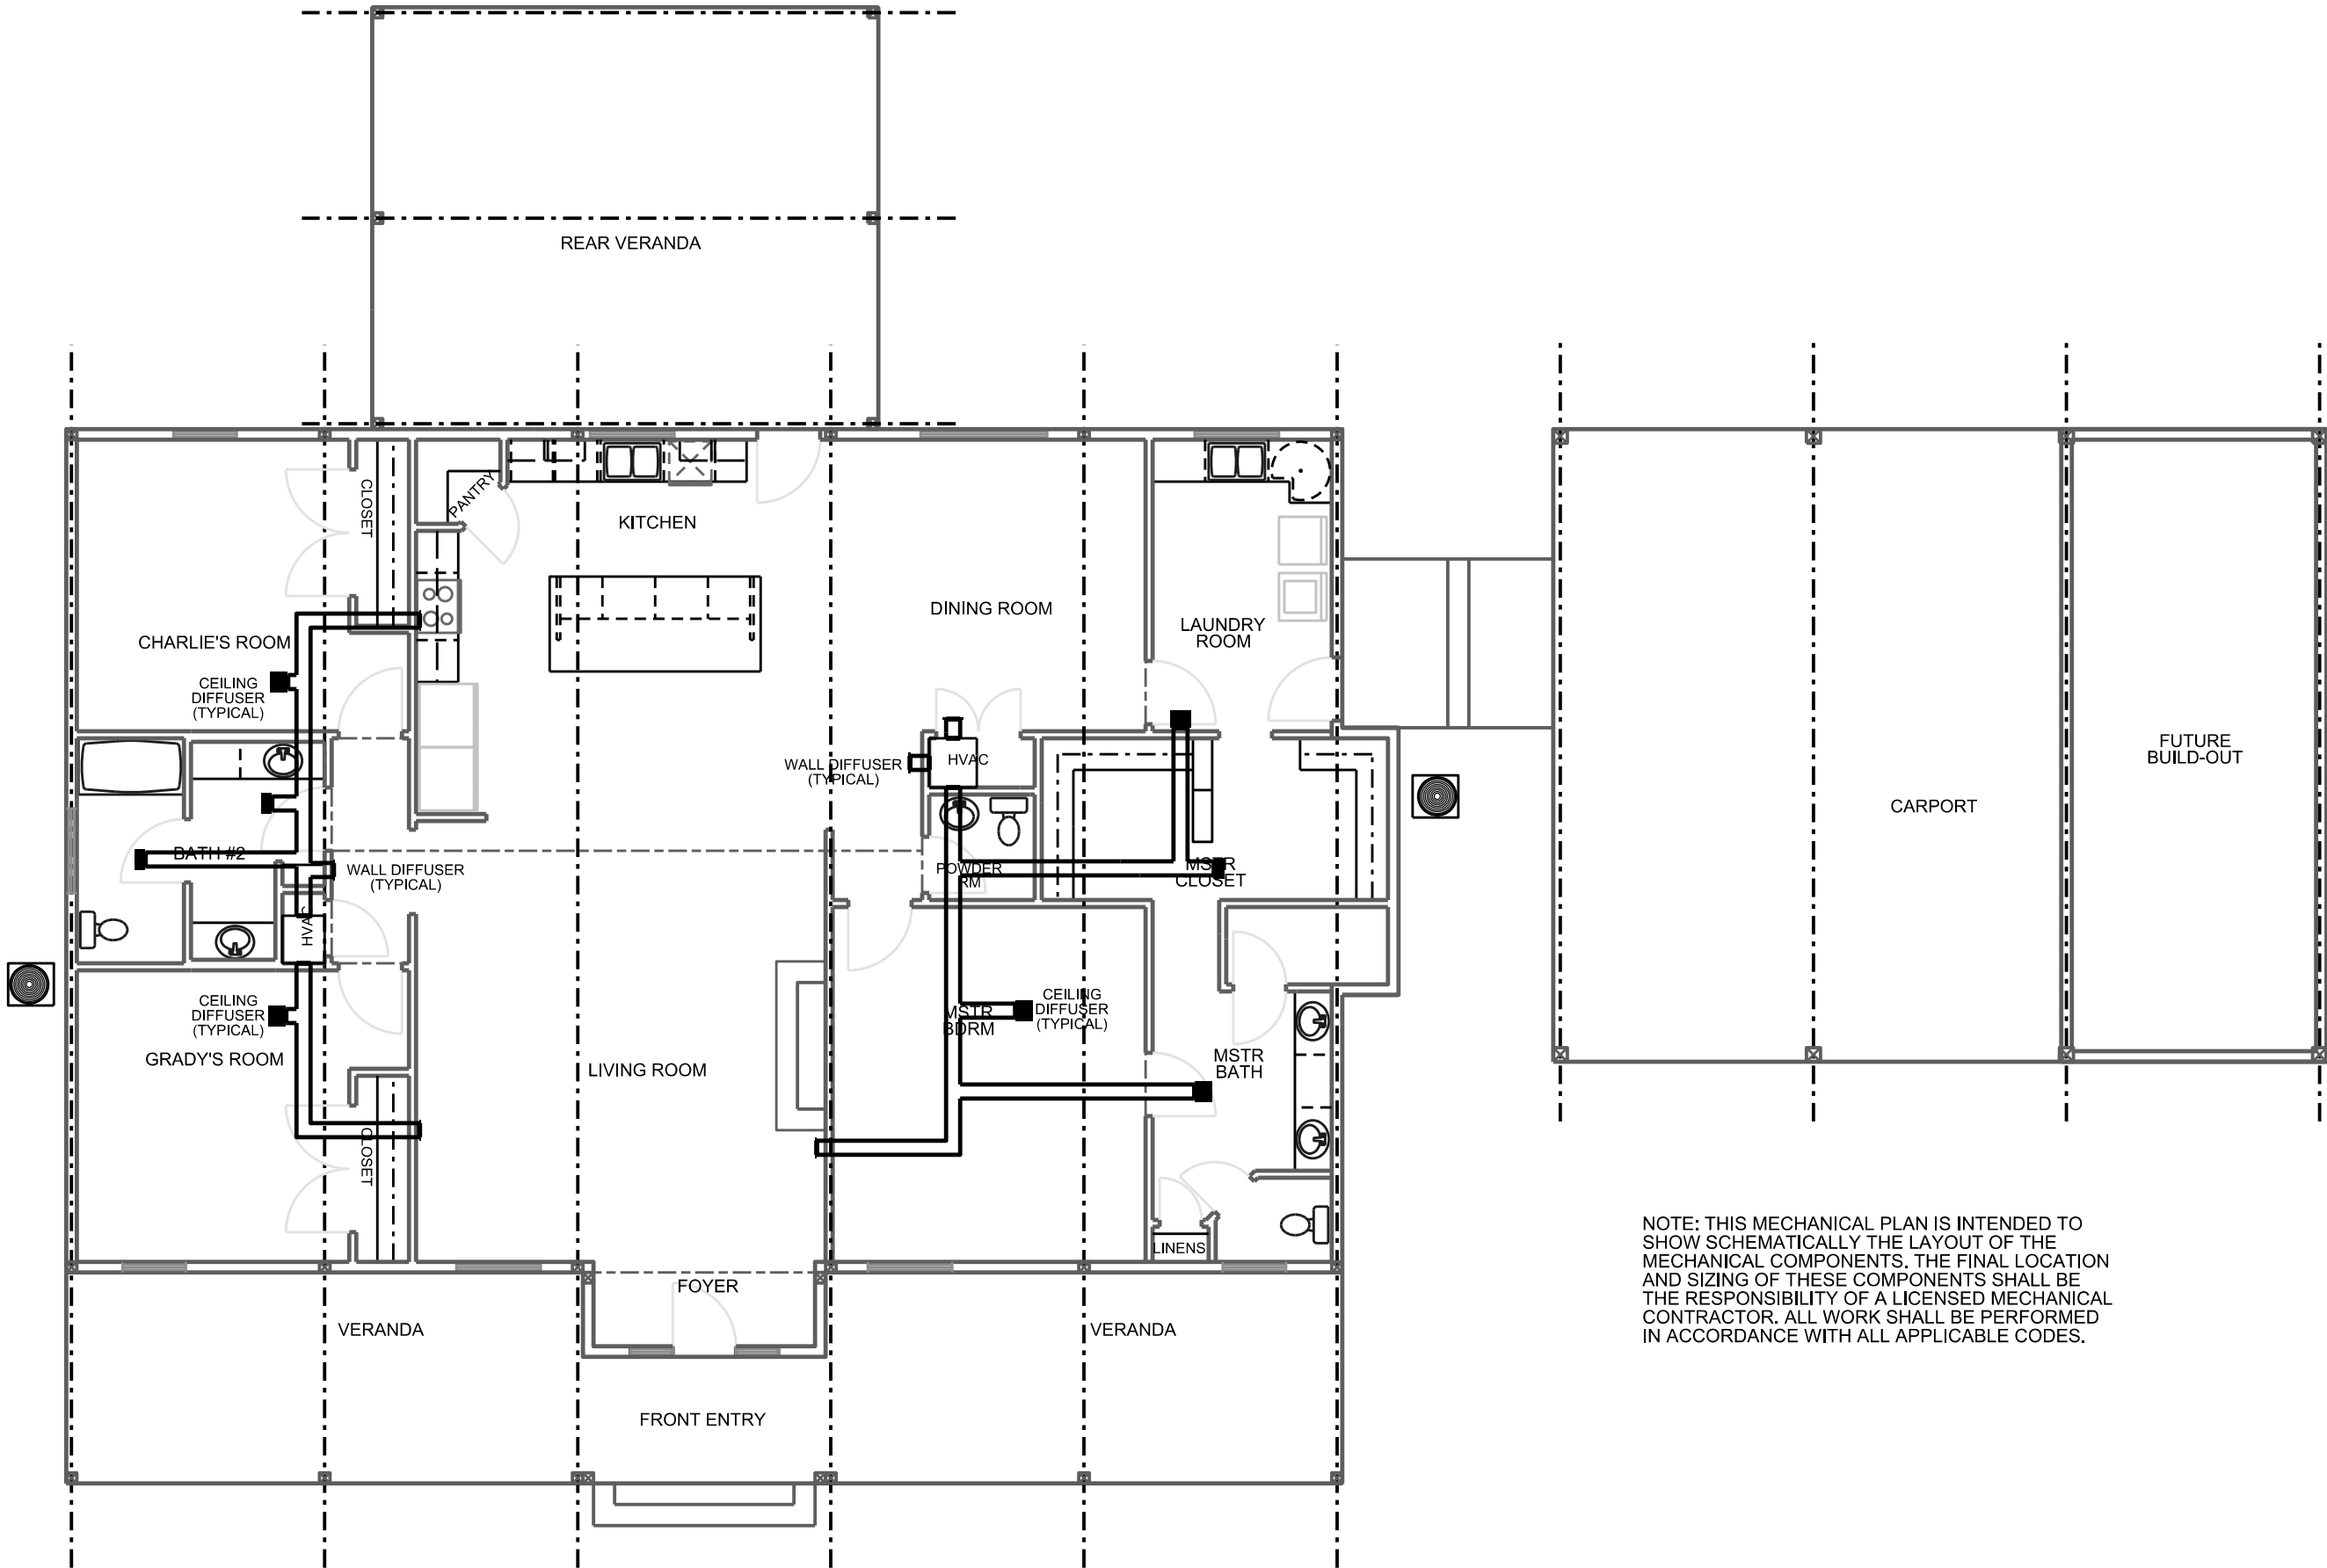 REAR VERANDA
CLOSET
PANTRY
KITCHEN
DINING ROOM
LAUNDRY
ROOM
CHARLIE'S ROOM
CEILING
DIFFUSER
(TYPICAL)
WALL DIFFUSER
(TYPICAL)
HVAC
FUTURE
BUILD-OUT
CARPORT
BATH #2
WALL DIFFUSER
(TYPICAL)
POWDER
RM
MSTR
CLOSET
HVAC
CEILING
DIFFUSER
(TYPICAL)
GRADY'S ROOM
LIVING ROOM
MSTR
BDRM
CEILING
DIFFUSER
(TYPICAL)
MSTR
BATH
CLOSET
LINENS
FOYER
VERANDA
VERANDA
FRONT ENTRY
NOTE: THIS MECHANICAL PLAN IS INTENDED TO
SHOW SCHEMATICALLY THE LAYOUT OF THE
MECHANICAL COMPONENTS. THE FINAL LOCATION
AND SIZING OF THESE COMPONENTS SHALL BE
THE RESPONSIBILITY OF A LICENSED MECHANICAL
CONTRACTOR. ALL WORK SHALL BE PERFORMED
IN ACCORDANCE WITH ALL APPLICABLE CODES.